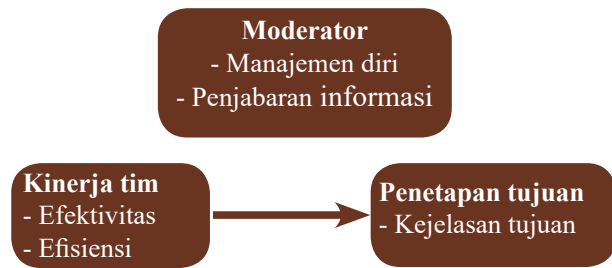 Moderator
- Manajemen diri
- Penjabaran informasi
Kinerja tim
- Efektivitas
- Efisiensi
Penetapan tujuan
- Kejelasan tujuan